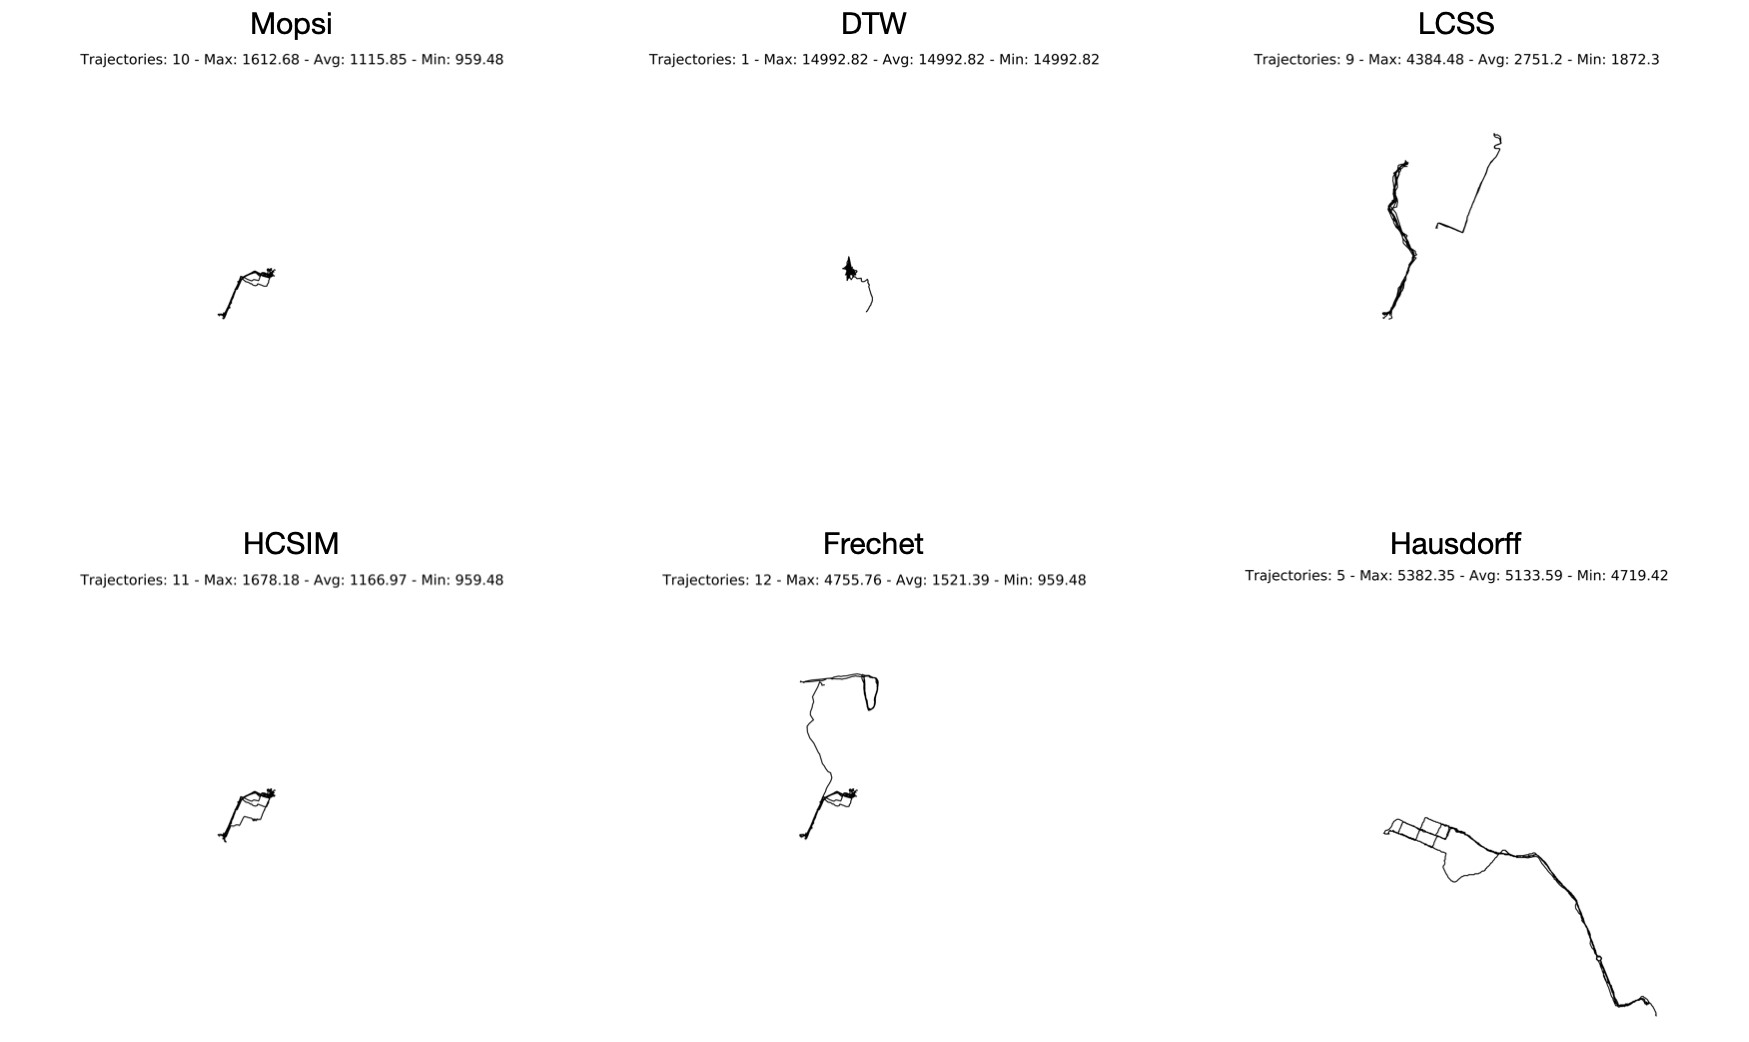 Mopsi
Trajectories: 10 - Max: 1612.68 - Avg: 1115.85 - Min: 959.48
DTW
Trajectories: 1 - Max: 14992.82 - Avg: 14992.82 - Min: 14992.82
LCSS
Trajectories: 9 - Max: 4384.48 - Avg: 2751.2 - Min: 1872.3
HCSIM
Trajectories: 11 - Max: 1678.18 - Avg: 1166.97 - Min: 959.48
Frechet
Trajectories: 12 - Max: 4755.76 - Avg: 1521.39 - Min: 959.48
Hausdorff
Trajectories: 5 - Max: 5382.35 - Avg: 5133.59 - Min: 4719.42